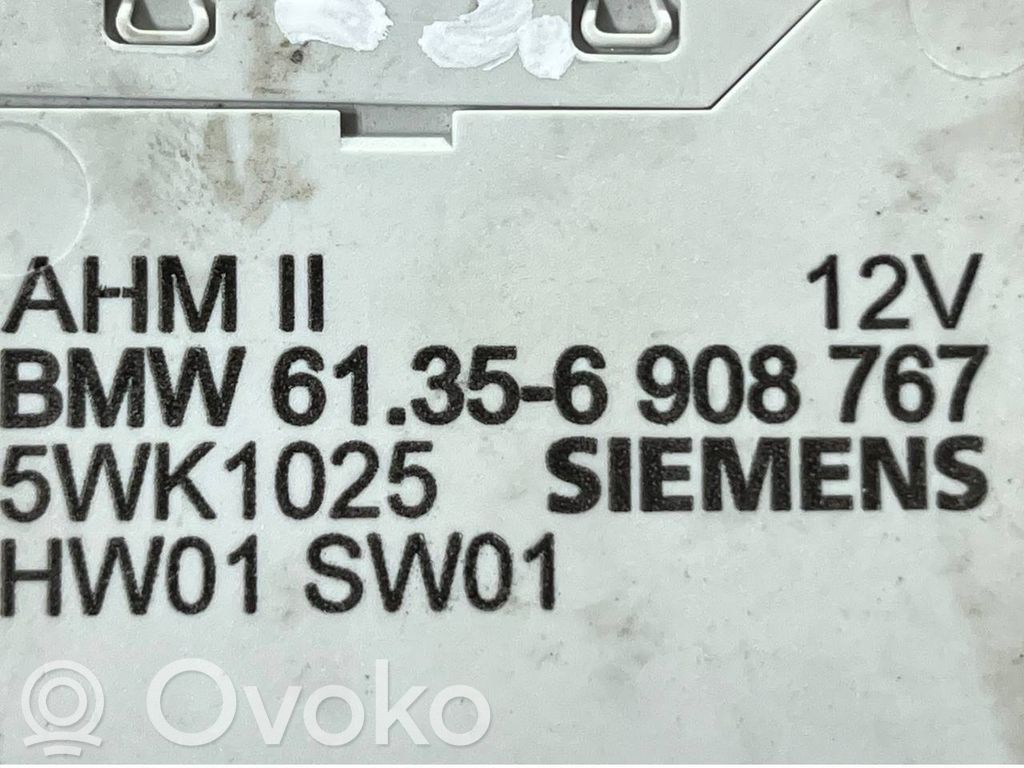 AHM II 12V
BMW 61.35-6 908 767
5WK1025 SIEMENS
HW01 SW01
Ovoko